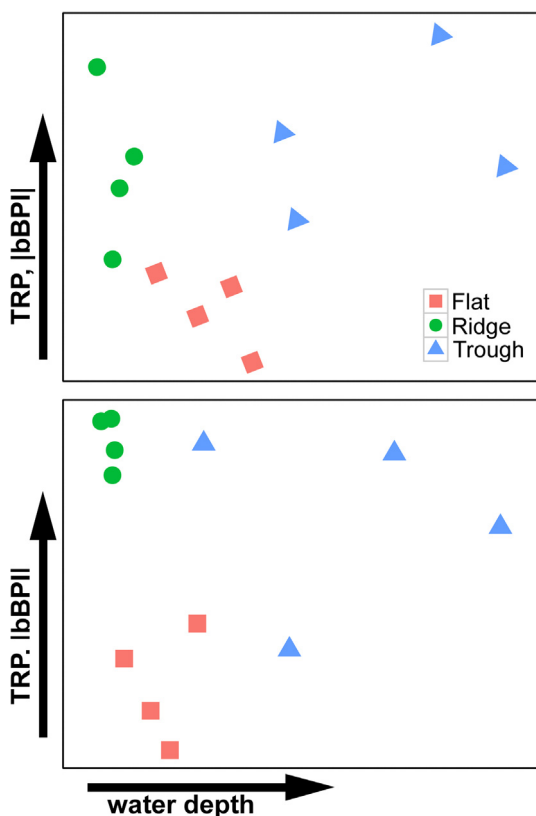 TRP, |bBPI|
Flat
Ridge
Trough
TRP. |bBPI|
water depth